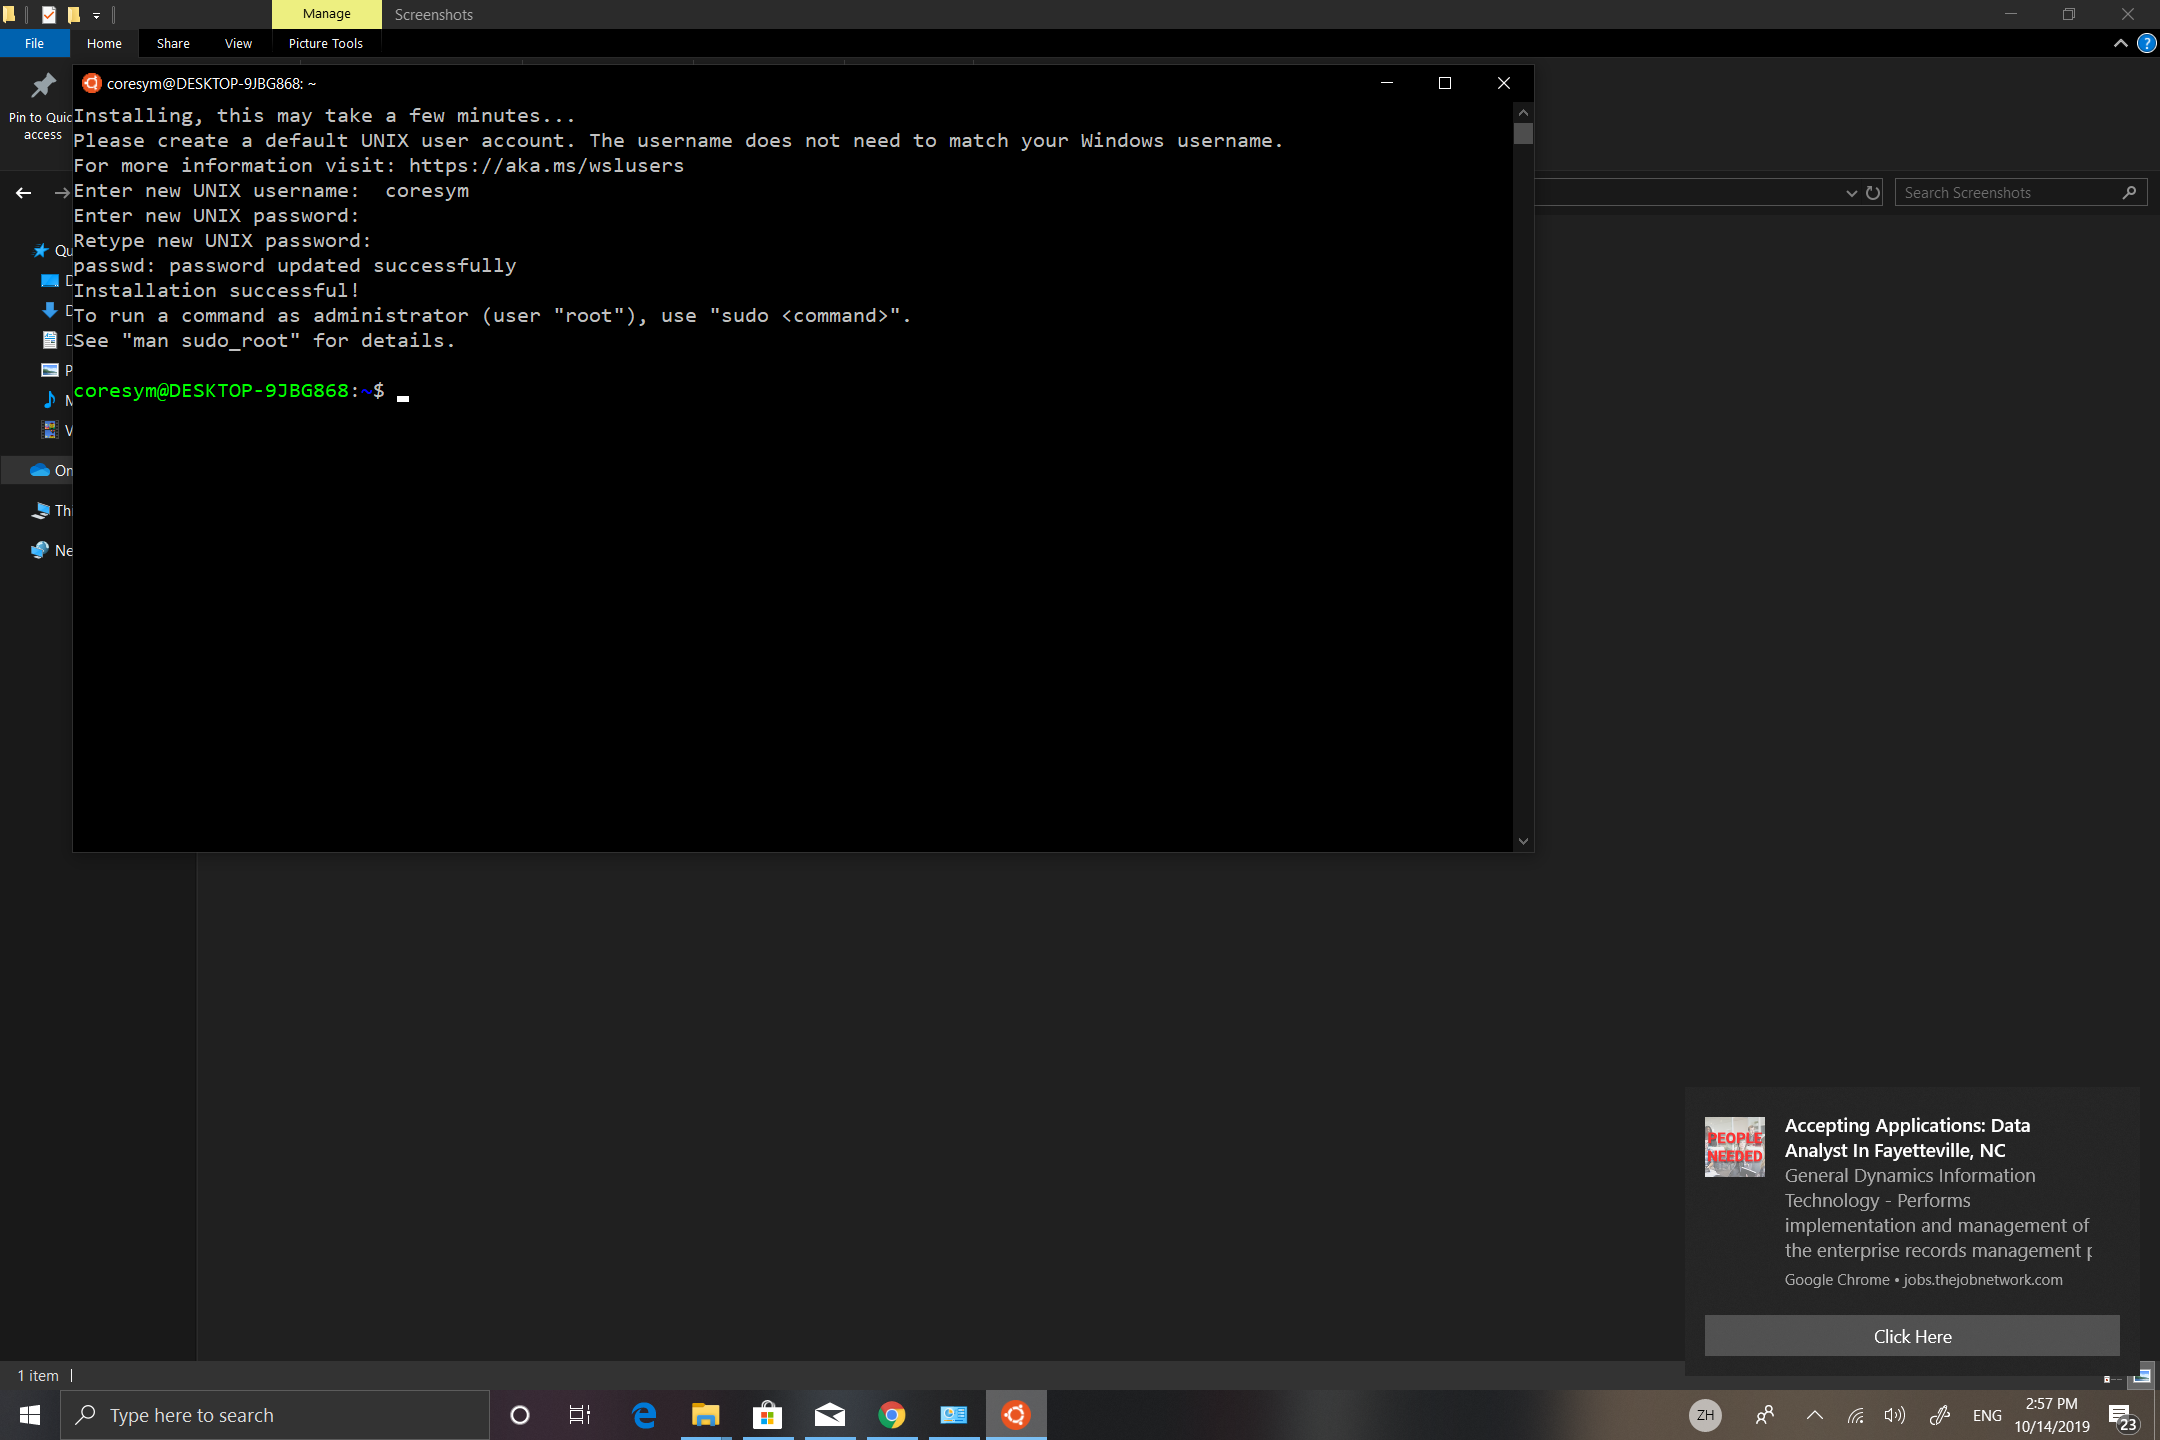 Manage
Screenshots
File
Home
Share
View
Picture Tools
Pin to Quic
access
coresym@DESKTOP-9JBG868: ~
Installing, this may take a few minutes...
Please create a default UNIX user account. The username does not need to match your Windows username.
For more information visit: https://aka.ms/wslusers
Enter new UNIX username:  coresym
Enter new UNIX password:
Retype new UNIX password:
passwd: password updated successfully
Installation successful!
To run a command as administrator (user "root"), use "sudo <command>".
See "man sudo_root" for details.
coresym@DESKTOP-9JBG868:~$
Search Screenshots
Qu
D
D
D
P
M
V
On
Thi
Ne
Accepting Applications: Data
Analyst In Fayetteville, NC
General Dynamics Information
Technology - Performs
implementation and management of
the enterprise records management p
Google Chrome • jobs.thejobnetwork.com
PEOPLE
NEEDED
Click Here
1 item
Type here to search
ZH
ENG
2:57 PM
10/14/2019
23